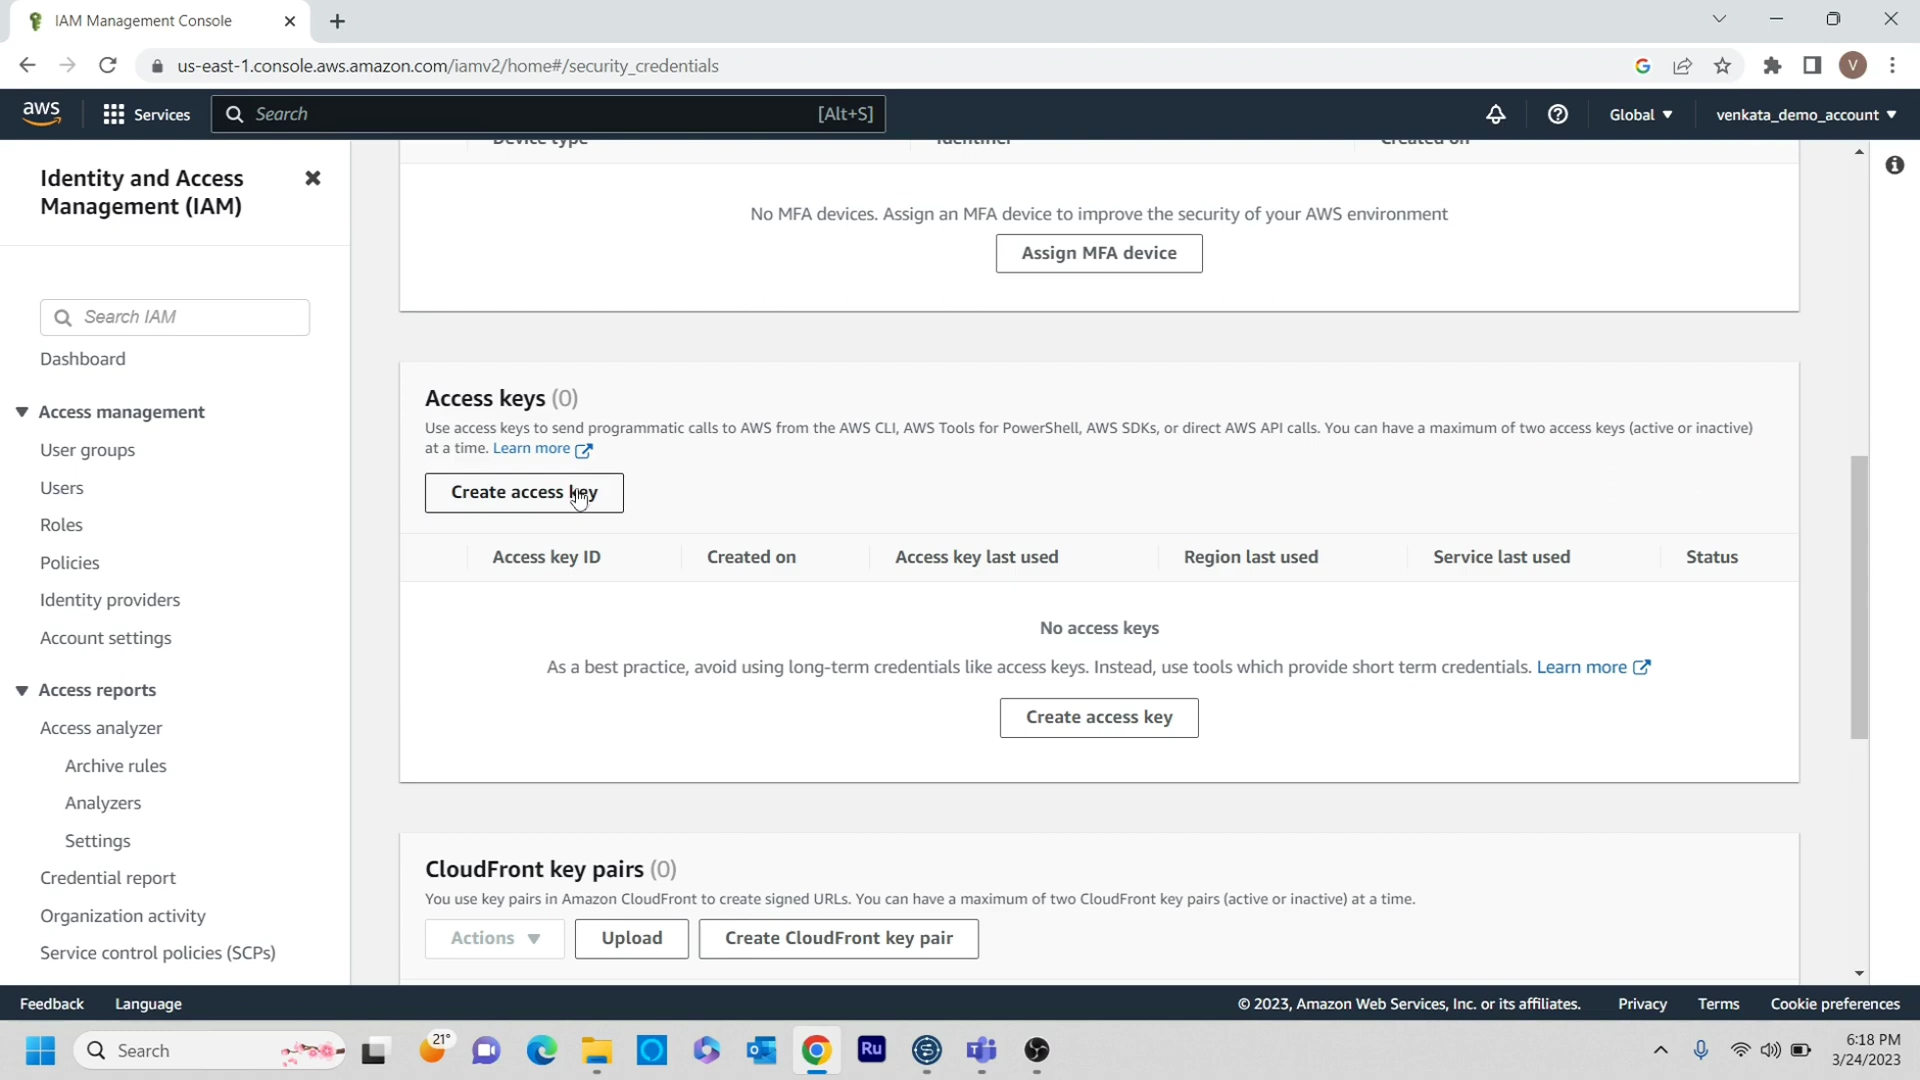 IAM Management Console
us-east-1.console.aws.amazon.com/iamv2/home#/security_credentials
V
aws
Services
Search
[Alt+S]
Global
venkata_demo_account
Identity and Access
Management (IAM)
Search IAM
Dashboard
Access management
User groups
Users
Roles
Policies
Identity providers
Account settings
Access reports
Access analyzer
Archive rules
Analyzers
Settings
Credential report
Organization activity
Service control policies (SCPs)
Device type Identifier Created on
No MFA devices. Assign an MFA device to improve the security of your AWS environment
Assign MFA device
Access keys (0)
Use access keys to send programmatic calls to AWS from the AWS CLI, AWS Tools for PowerShell, AWS SDKs, or direct AWS API calls. You can have a maximum of two access keys (active or inactive)
at a time. Learn more
Create access key
Access key ID Created on Access key last used Region last used Service last used Status
No access keys
As a best practice, avoid using long-term credentials like access keys. Instead, use tools which provide short term credentials. Learn more
Create access key
CloudFront key pairs (0)
You use key pairs in Amazon CloudFront to create signed URLs. You can have a maximum of two CloudFront key pairs (active or inactive) at a time.
Actions Upload Create CloudFront key pair
Feedback Language © 2023, Amazon Web Services, Inc. or its affiliates. Privacy Terms Cookie preferences
Search
21°
Ru
6:18 PM
3/24/2023